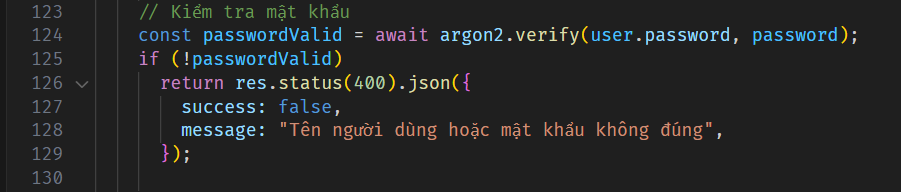 123 // Kiểm tra mật khẩu
124 const passwordValid = await argon2.verify(user.password, password);
125 if (!passwordValid)
126 return res.status(400).json({
127 success: false,
128 message: "Tên người dùng hoặc mật khẩu không đúng",
129 });
130